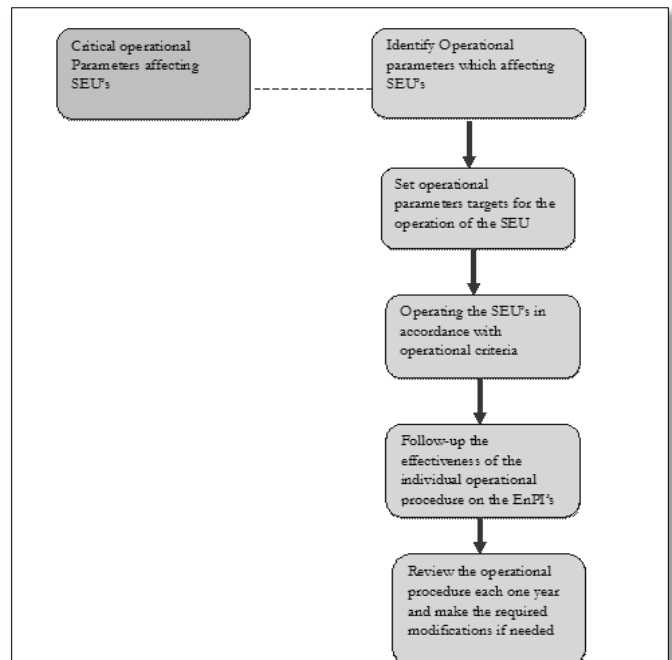 Critical operational
Parameters affecting
SEU's
Identify Operational
parameters which affecting
SEU's
Set operational
parameters targets for the
operation of the SEU
Operating the SEU's in
accordance with
operational criteria
Follow-up the
effectiveness of the
individual operational
procedure on the EnPI's
Review the operational
procedure each one year
and make the required
modifications if needed